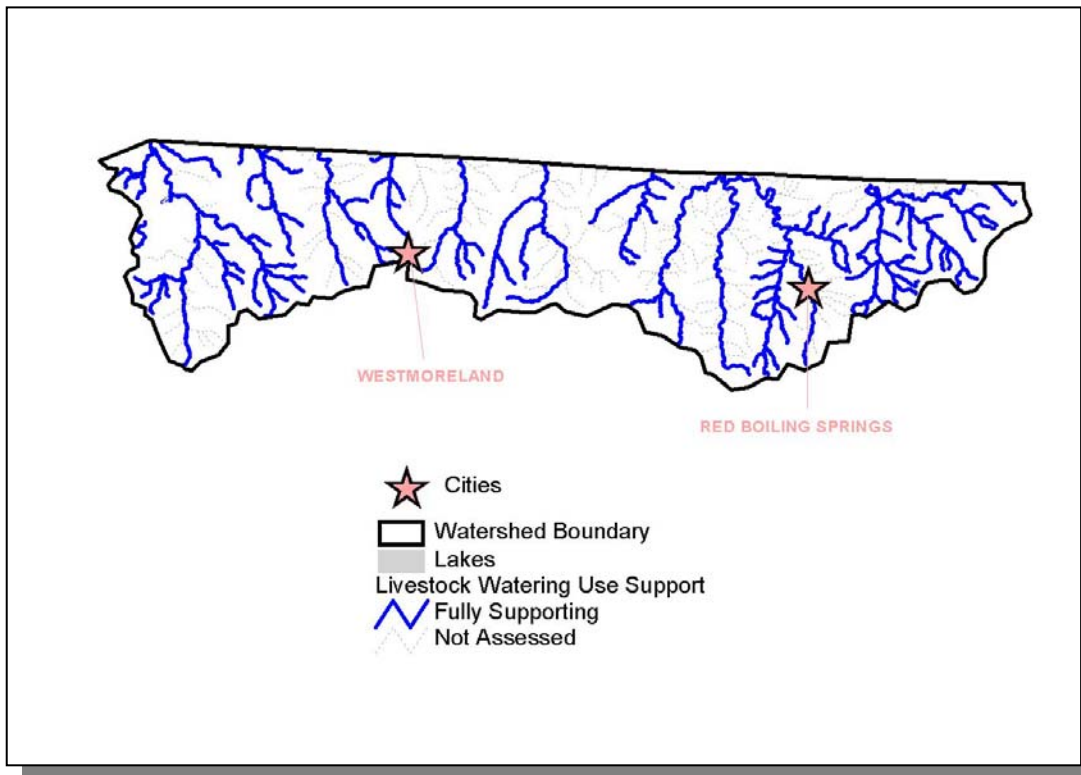 WESTMORELAND
RED BOILING SPRINGS
Cities
Watershed Boundary
Lakes
Livestock Watering Use Support
Fully Supporting
Not Assessed